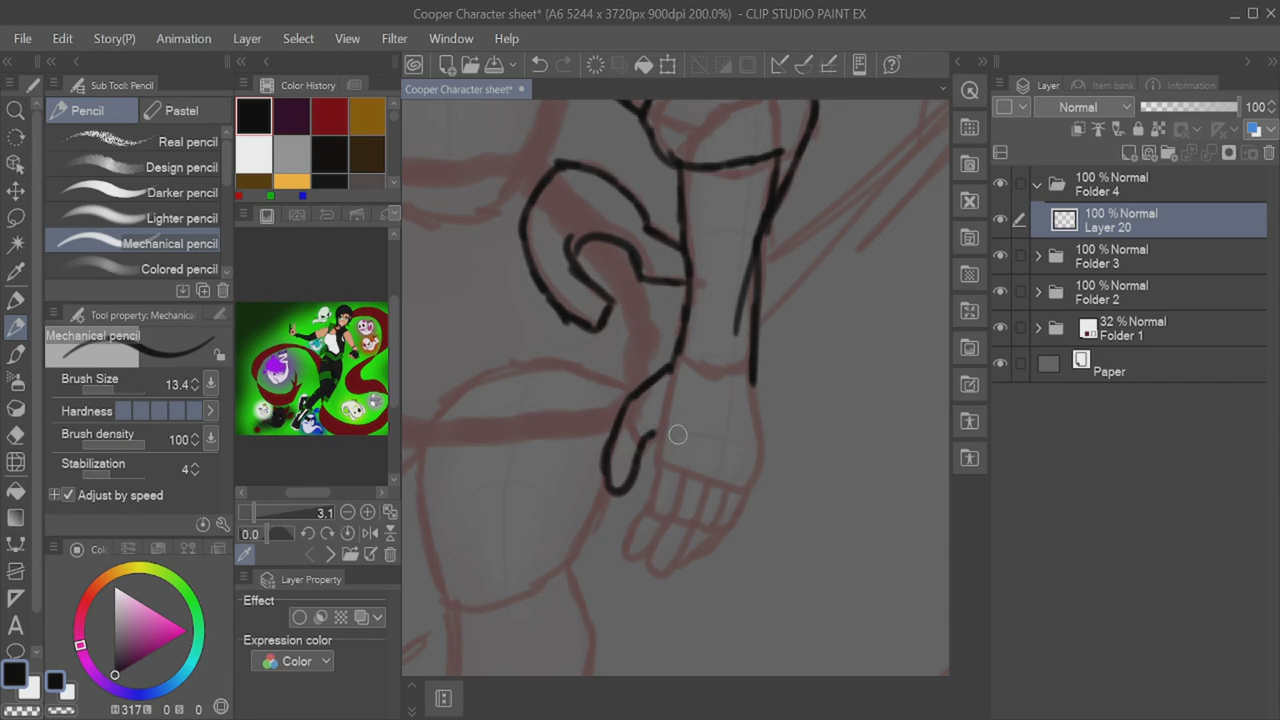 Cooper Character sheet* (A6 5244 x 3720px 900dpi 200.0%) - CLIP STUDIO PAINT EX
File Edit Story(P) Animation Layer Select View Filter Window Help
Sub Tool: Pencil
Color History
Cooper Character sheet*
Layer
Item bank
Information
Pencil
Pastel
Normal
100
Real pencil
Design pencil
Darker pencil
Lighter pencil
Mechanical pencil
Colored pencil
100 % Normal
Folder 4
100 % Normal
Layer 20
100 % Normal
Folder 3
100 % Normal
Folder 2
32 % Normal
Folder 1
Paper
Tool property: Mechanical
Mechanical pencil
Brush Size
13.4
Hardness
Brush density
100
Stabilization
4
Adjust by speed
3.1
0.0
Layer Property
Effect
Expression color
Color
H 317 L 0 S 0